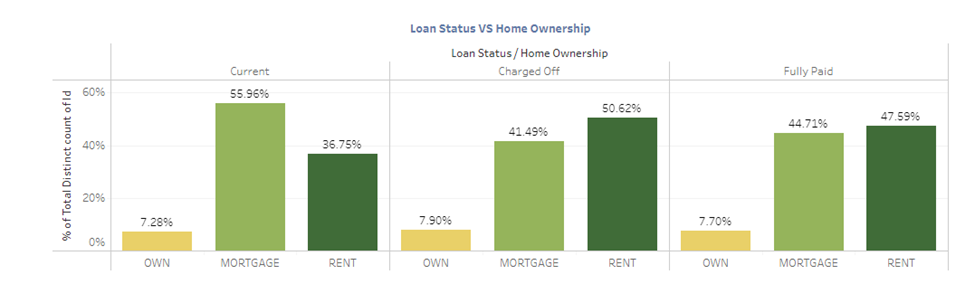 Loan Status VS Home Ownership
Loan Status / Home Ownership
Current Charged Off Fully Paid
% of Total Distinct count of Id
60%
40%
20%
0%
7.28% 55.96% 36.75% 7.90% 41.49% 50.62% 7.70% 44.71% 47.59%
OWN MORTGAGE RENT OWN MORTGAGE RENT OWN MORTGAGE RENT